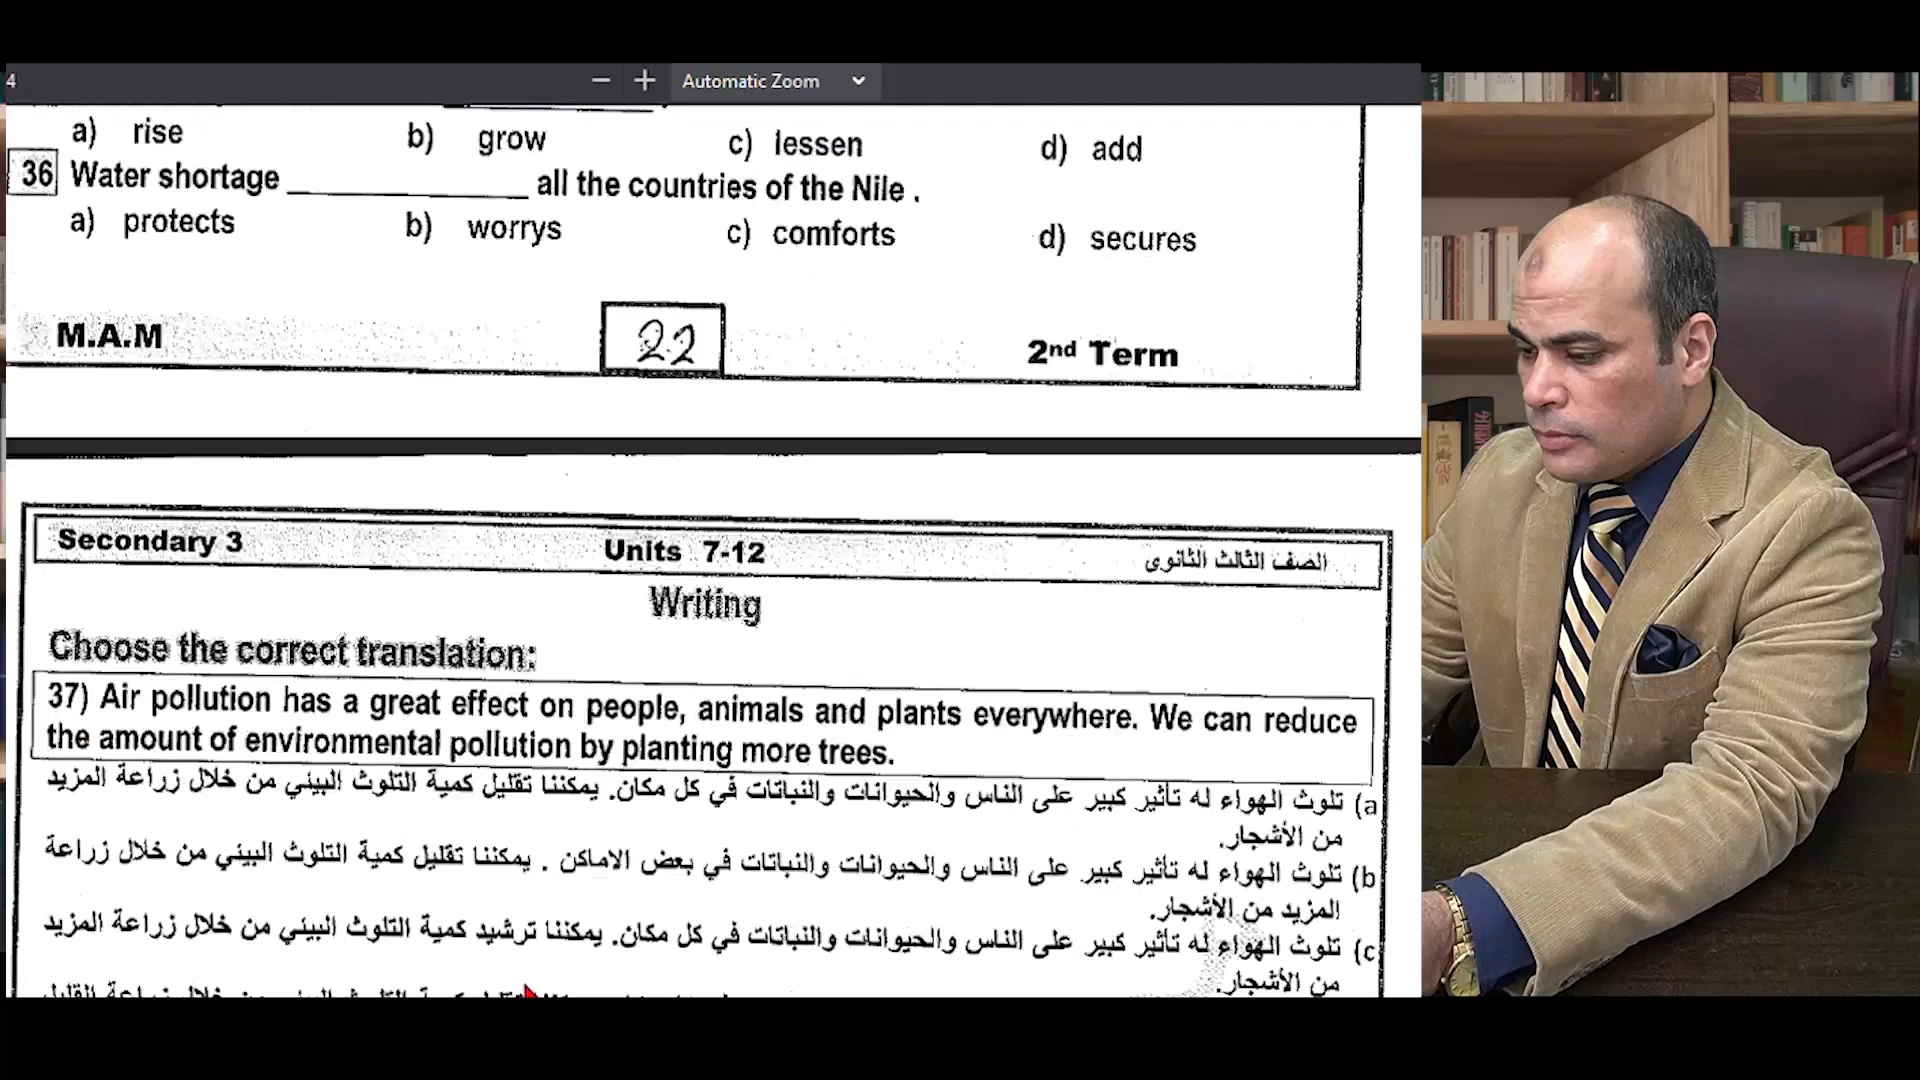 4
Automatic Zoom
a) rise b) grow c) lessen d) add
36 Water shortage ____________ all the countries of the Nile .
a) protects b) worrys c) comforts d) secures
M.A.M 22 2nd Term
Secondary 3 Units 7-12 الصف الثالث الثانوى
Writing
Choose the correct translation:
37) Air pollution has a great effect on people, animals and plants everywhere. We can reduce
the amount of environmental pollution by planting more trees.
a) تلوث الهواء له تأثير كبير على الناس والحيوانات والنباتات في كل مكان. يمكننا تقليل كمية التلوث البيئي من خلال زراعة المزيد
من الأشجار.
b) تلوث الهواء له تأثير كبير على الناس والحيوانات والنباتات في بعض الاماكن . يمكننا تقليل كمية التلوث البيئي من خلال زراعة
المزيد من الأشجار.
c) تلوث الهواء له تأثير كبير على الناس والحيوانات والنباتات في كل مكان. يمكننا ترشيد كمية التلوث البيئي من خلال زراعة المزيد
من الأشجار.